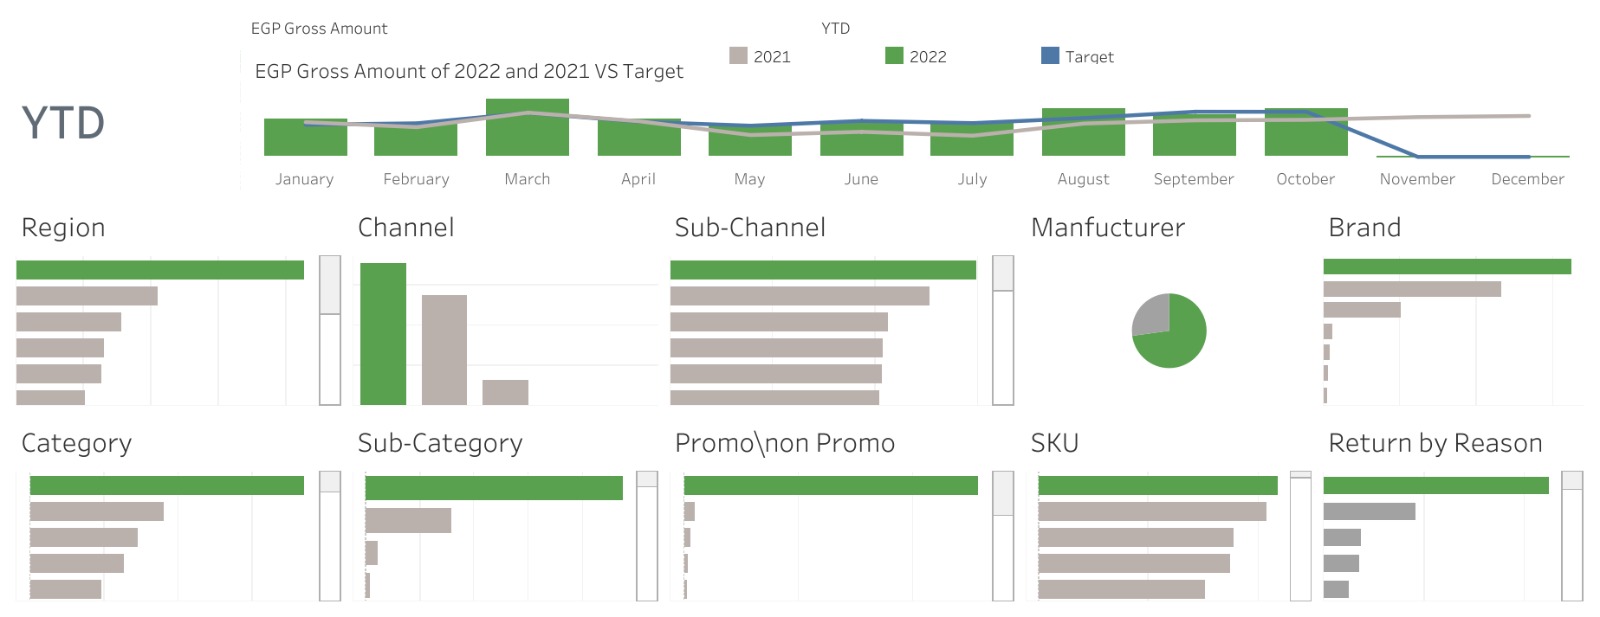 EGP Gross Amount
YTD
2021
2022
Target
EGP Gross Amount of 2022 and 2021 VS Target
YTD
January
February
March
April
May
June
July
August
September
October
November
December
Region
Channel
Sub-Channel
Manfucturer
Brand
Category
Sub-Category
Promo\non Promo
SKU
Return by Reason